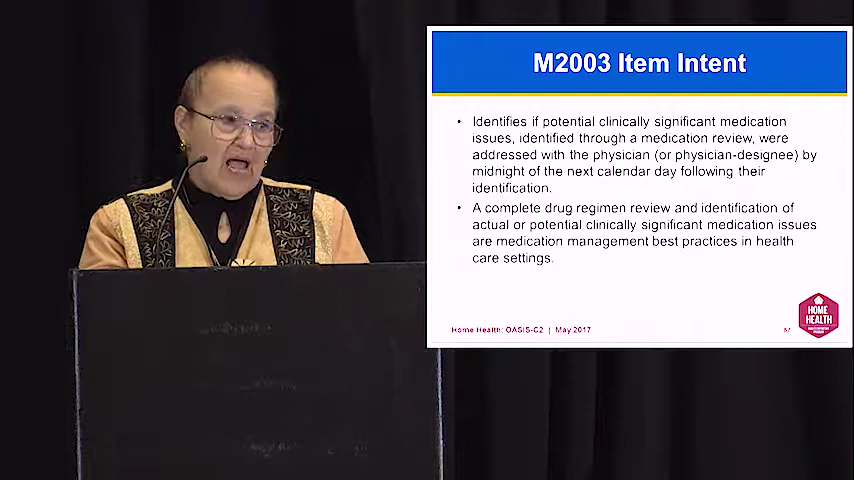 M2003 Item Intent
• Identifies if potential clinically significant medication
issues, identified through a medication review, were
addressed with the physician (or physician-designee) by
midnight of the next calendar day following their
identification.
• A complete drug regimen review and identification of
actual or potential clinically significant medication issues
are medication management best practices in health
care settings.
Home Health: OASIS-C2 | May 2017
HOME
HEALTH